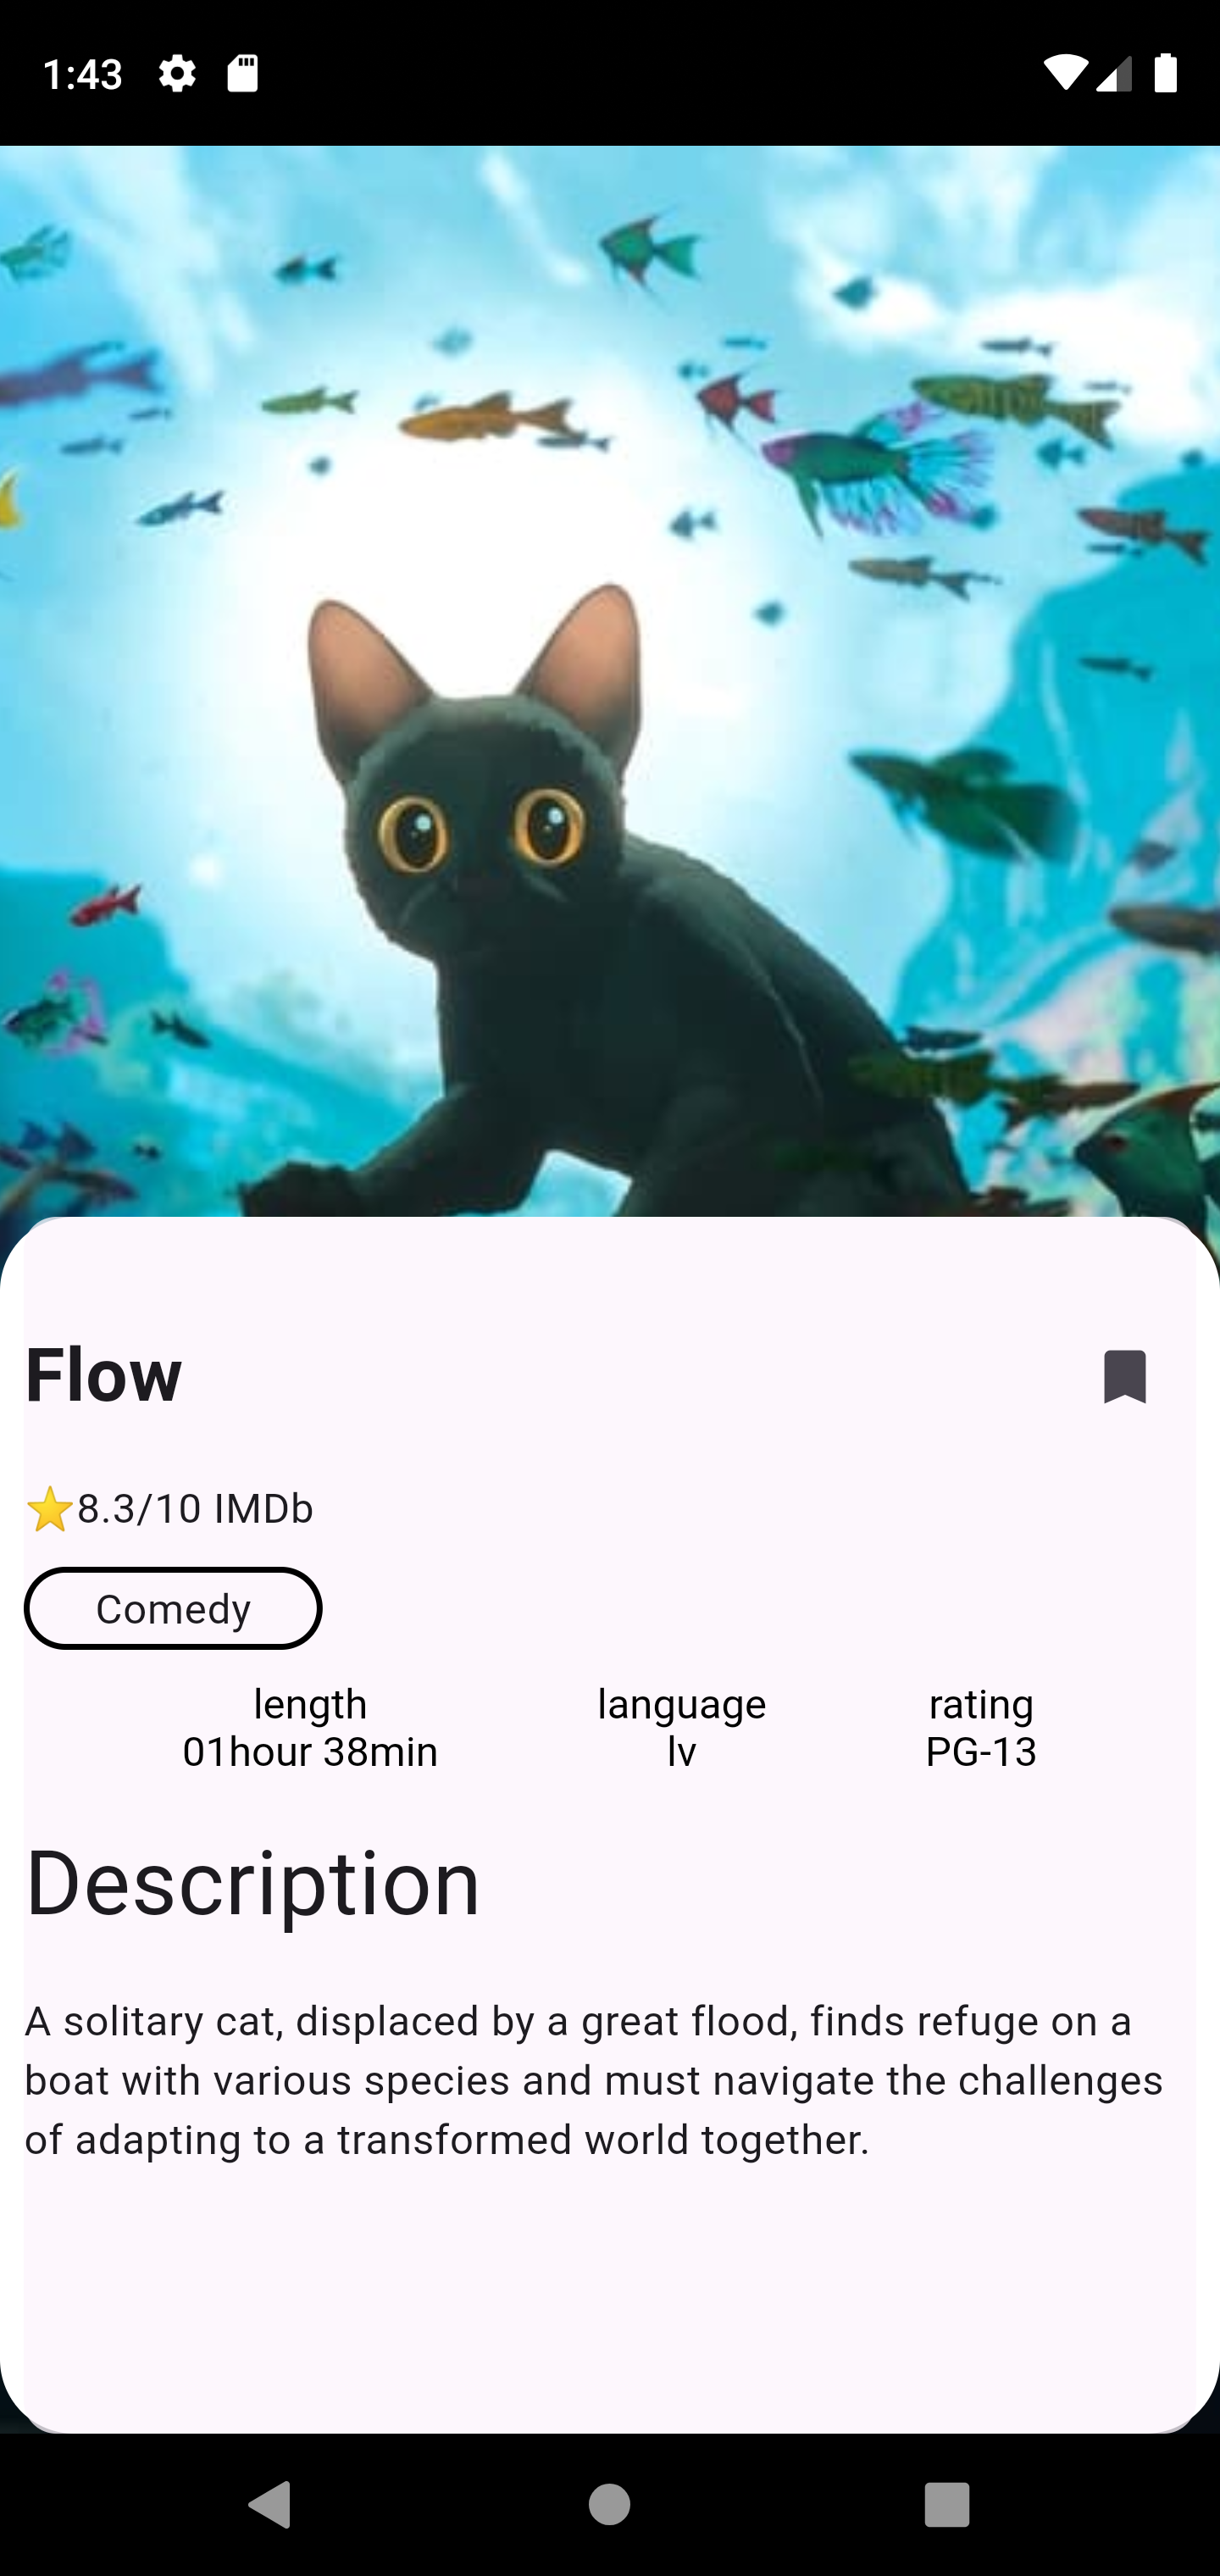 1:43
Flow
⭐8.3/10 IMDb
Comedy
length language rating
01hour 38min lv PG-13
Description
A solitary cat, displaced by a great flood, finds refuge on a
boat with various species and must navigate the challenges
of adapting to a transformed world together.